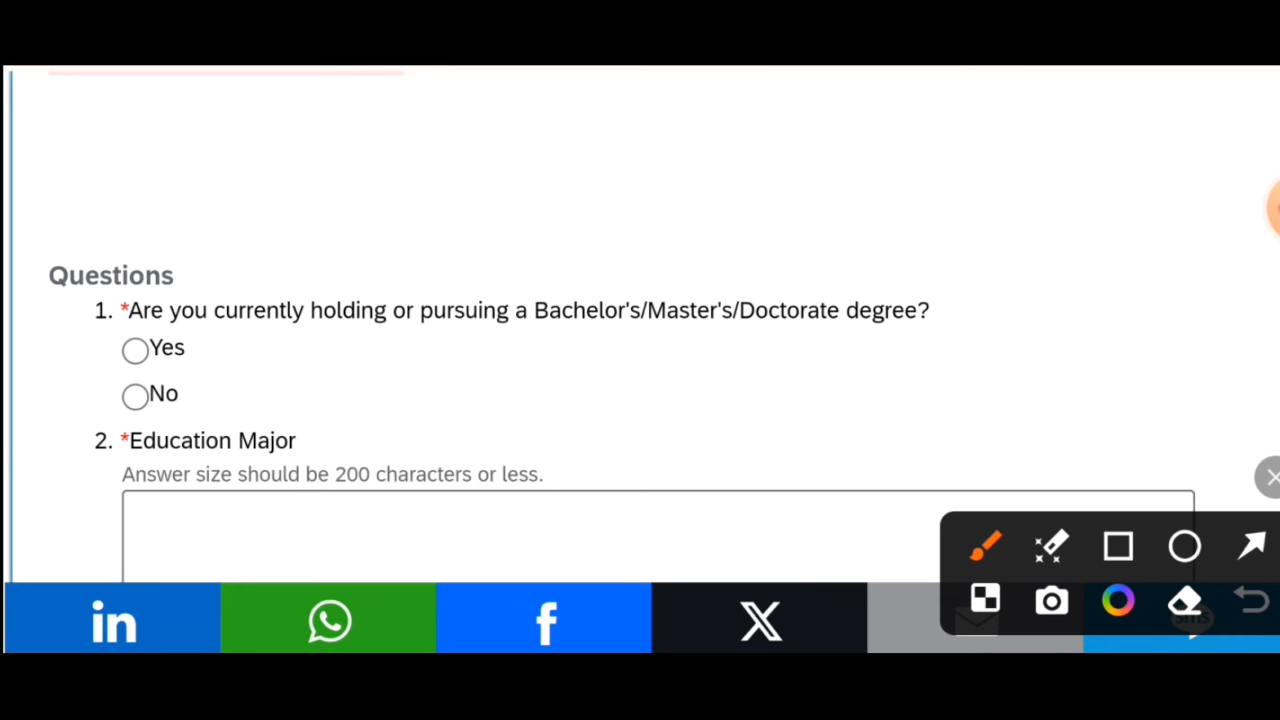 Questions
1. *Are you currently holding or pursuing a Bachelor's/Master's/Doctorate degree?
Yes
No
2. *Education Major
Answer size should be 200 characters or less.
in
f
X
sms